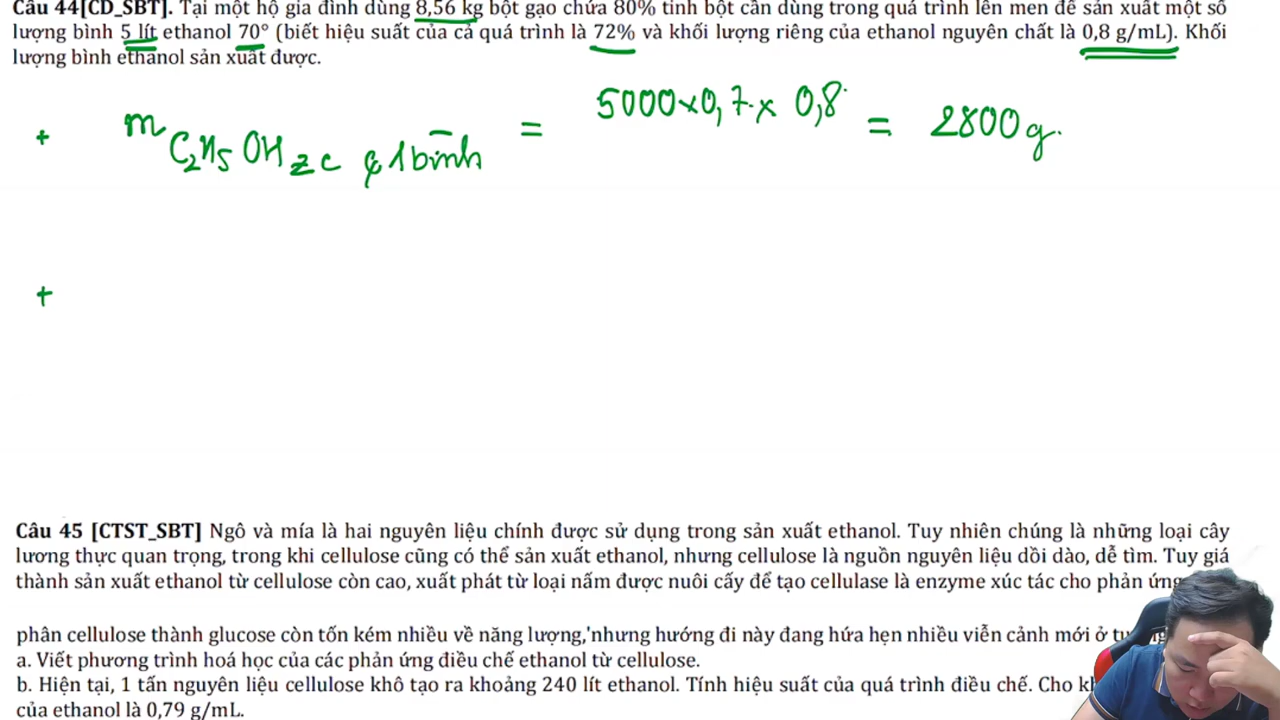 Câu 44[CD_SBT]. Tại một hộ gia đình dùng 8,56 kg bột gạo chứa 80% tinh bột cần dùng trong quá trình lên men để sản xuất một số
lượng bình 5 lít ethanol 70° (biết hiệu suất của cả quá trình là 72% và khối lượng riêng của ethanol nguyên chất là 0,8 g/mL). Khối
lượng bình ethanol sản xuất được.
+ m C2H5OH = 5000×0,7× 0,8 = 2800g.
+
Câu 45 [CTST_SBT] Ngô và mía là hai nguyên liệu chính được sử dụng trong sản xuất ethanol. Tuy nhiên chúng là những loại cây
lương thực quan trọng, trong khi cellulose cũng có thể sản xuất ethanol, nhưng cellulose là nguồn nguyên liệu dồi dào, dễ tìm. Tuy giá
thành sản xuất ethanol từ cellulose còn cao, xuất phát từ loại nấm được nuôi cấy để tạo cellulase là enzyme xúc tác cho phản ứng
phân cellulose thành glucose còn tốn kém nhiều về năng lượng,'nhưng hướng đi này đang hứa hẹn nhiều viễn cảnh mới ở
a. Viết phương trình hoá học của các phản ứng điều chế ethanol từ cellulose.
b. Hiện tại, 1 tấn nguyên liệu cellulose khô tạo ra khoảng 240 lít ethanol. Tính hiệu suất của quá trình điều chế. Cho
của ethanol là 0,79 g/mL.